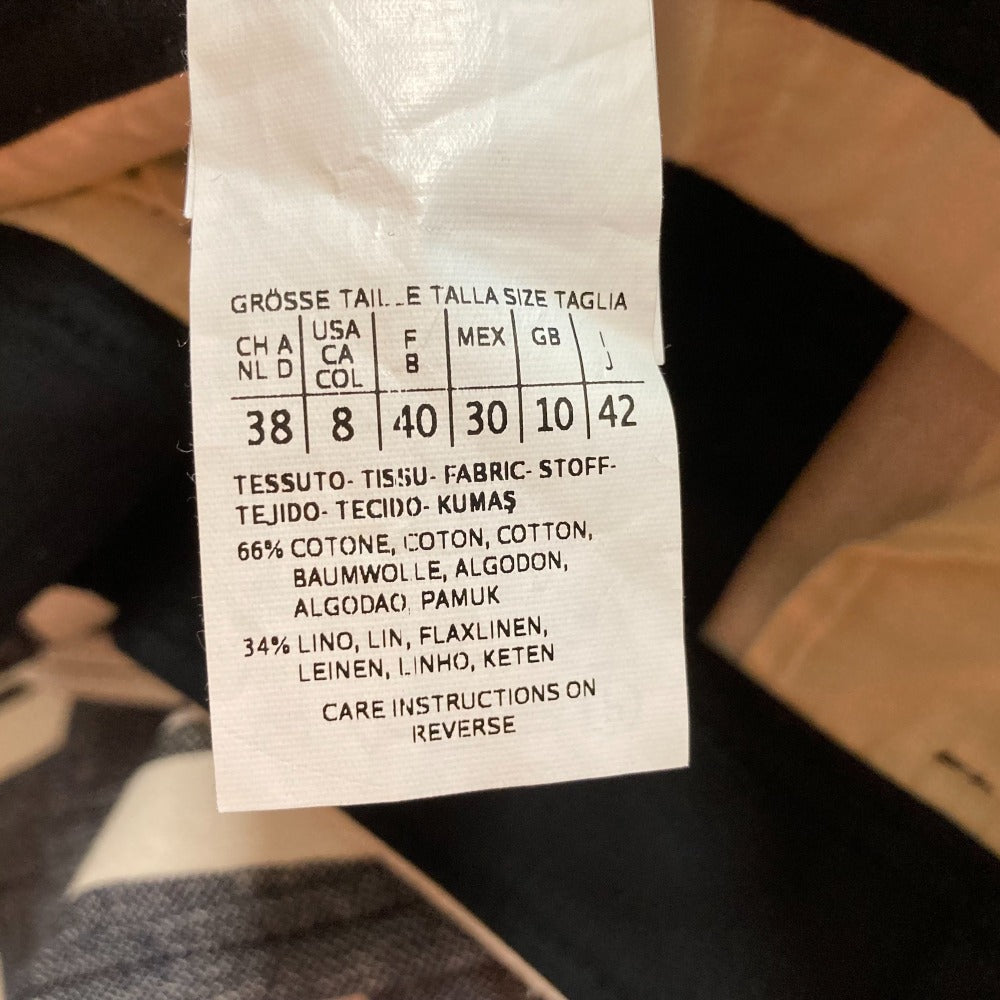 GRÖSSE TAILLE TALLA SIZE TAGLIA
CH A NL D | USA CA COL | F B | MEX | GB | I J
38 | 8 | 40 | 30 | 10 | 42
TESSUTO- TISSU- FABRIC- STOFF-
TEJIDO- TECIDO- KUMAŞ
66% COTONE, COTON, COTTON,
BAUMWOLLE, ALGODON,
ALGODAO, PAMUK
34% LINO, LIN, FLAXLINEN,
LEINEN, LINHO, KETEN
CARE INSTRUCTIONS ON
REVERSE